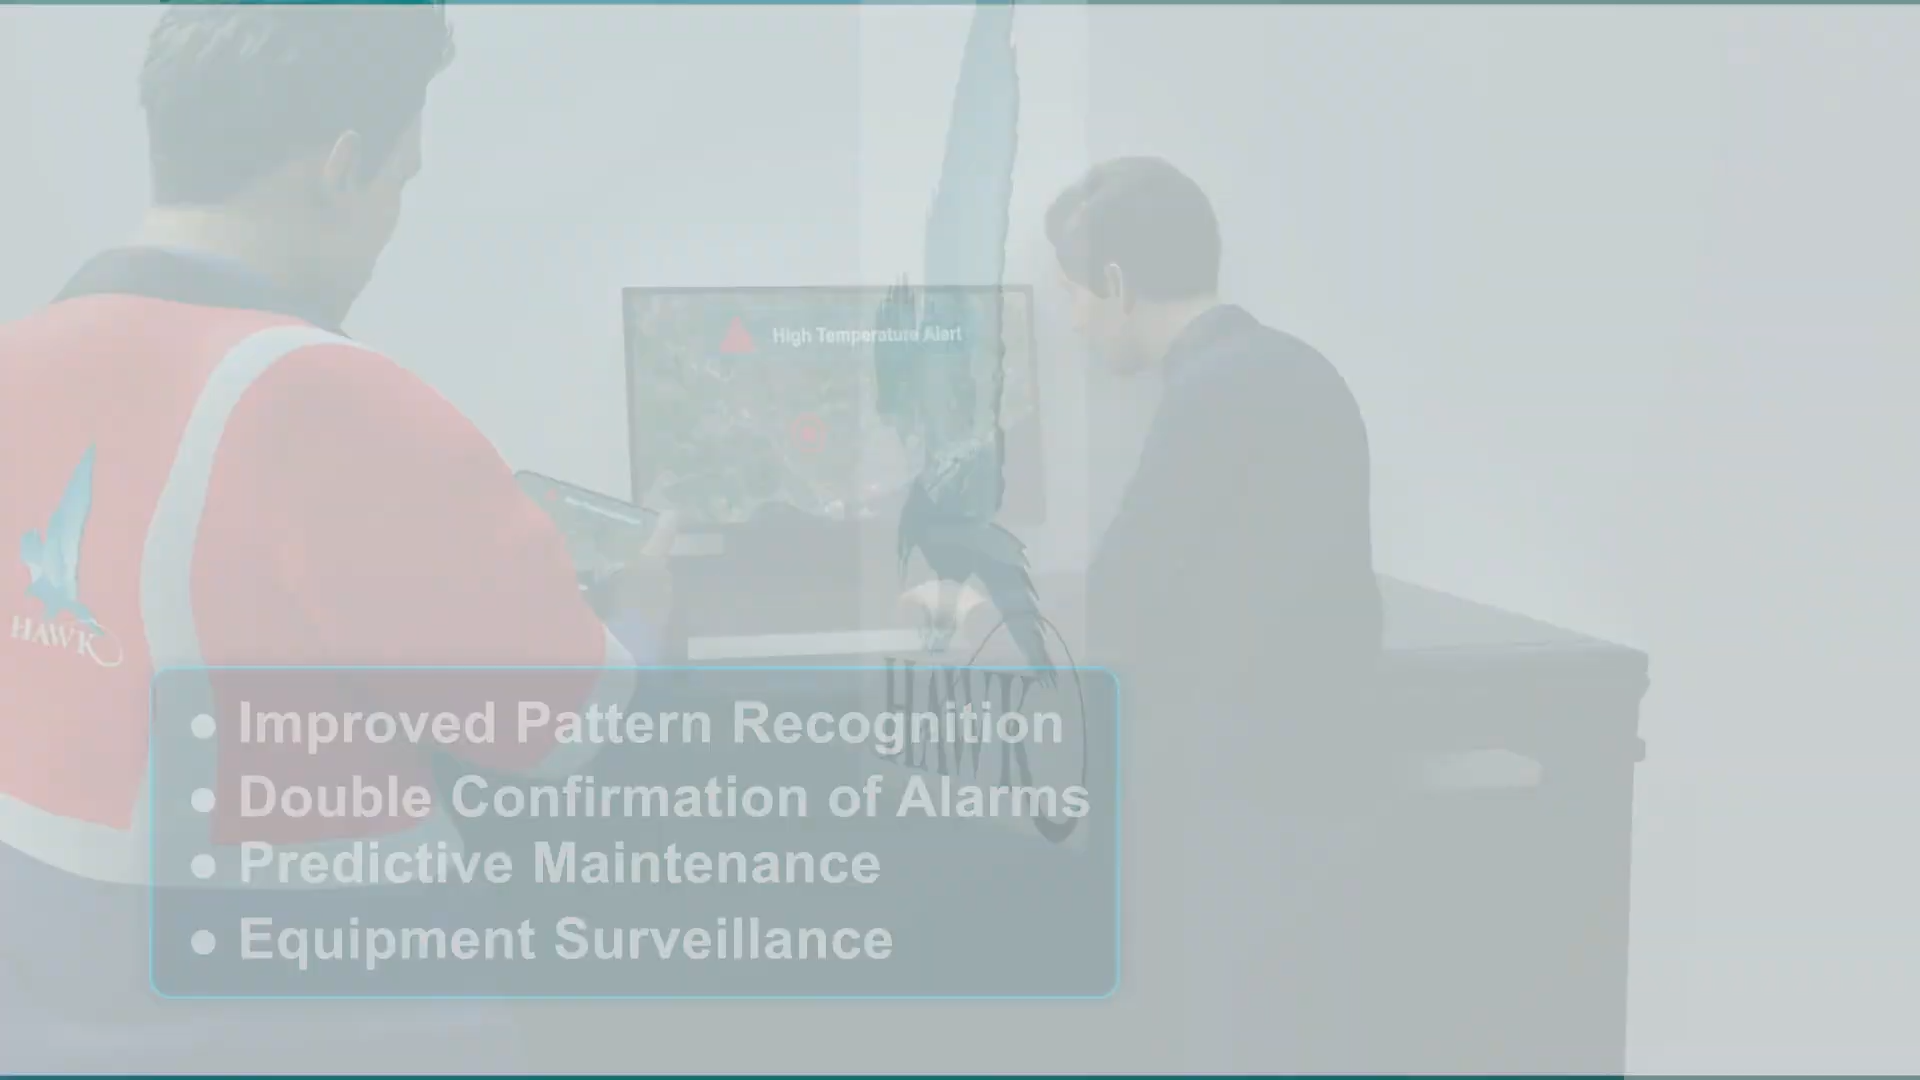 High Temperature Alart
HAWK
HAWK
• Improved Pattern Recognition
• Double Confirmation of Alarms
• Predictive Maintenance
• Equipment Surveillance